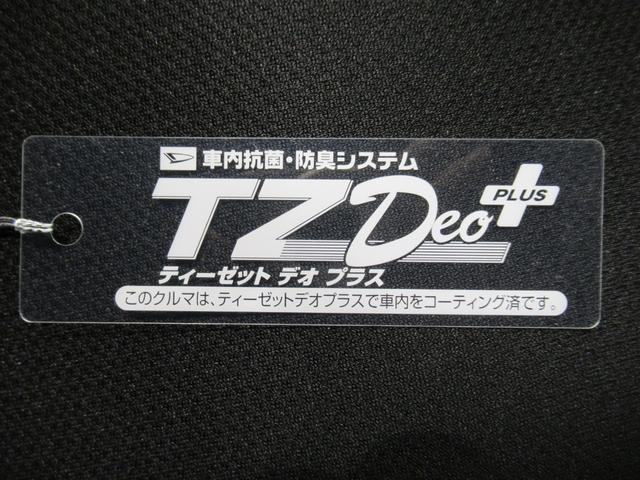 車内抗菌・防臭システム
TZ Deo PLUS
ティーゼット デオ プラス
このクルマは、ティーゼットデオプラスで車内をコーティング済です。